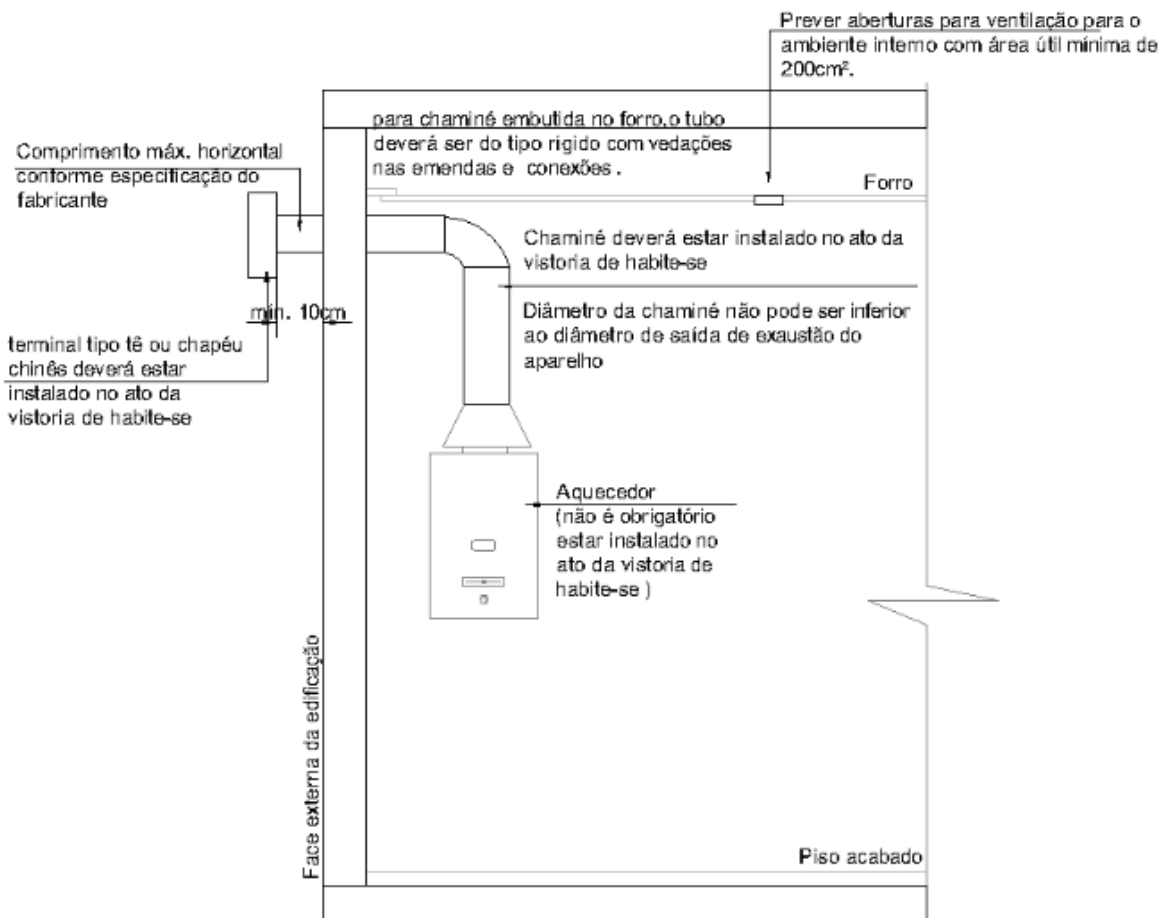 Prever aberturas para ventilação para o
ambiente interno com área útil mínima de
200cm².
para chaminé embutida no forro,o tubo
deverá ser do tipo rígido com vedações
nas emendas e conexões .
Comprimento máx. horizontal
conforme especificação do
fabricante
Forro
Chaminé deverá estar instalado no ato da
vistoria de habite-se
Diâmetro da chaminé não pode ser inferior
ao diâmetro de saída de exaustão do
aparelho
mín. 10cm
terminal tipo tê ou chapéu
chinês deverá estar
instalado no ato da
vistoria de habite-se
Aquecedor
(não é obrigatório
estar instalado no
ato da vistoria de
habite-se )
Face externa da edificação
Piso acabado